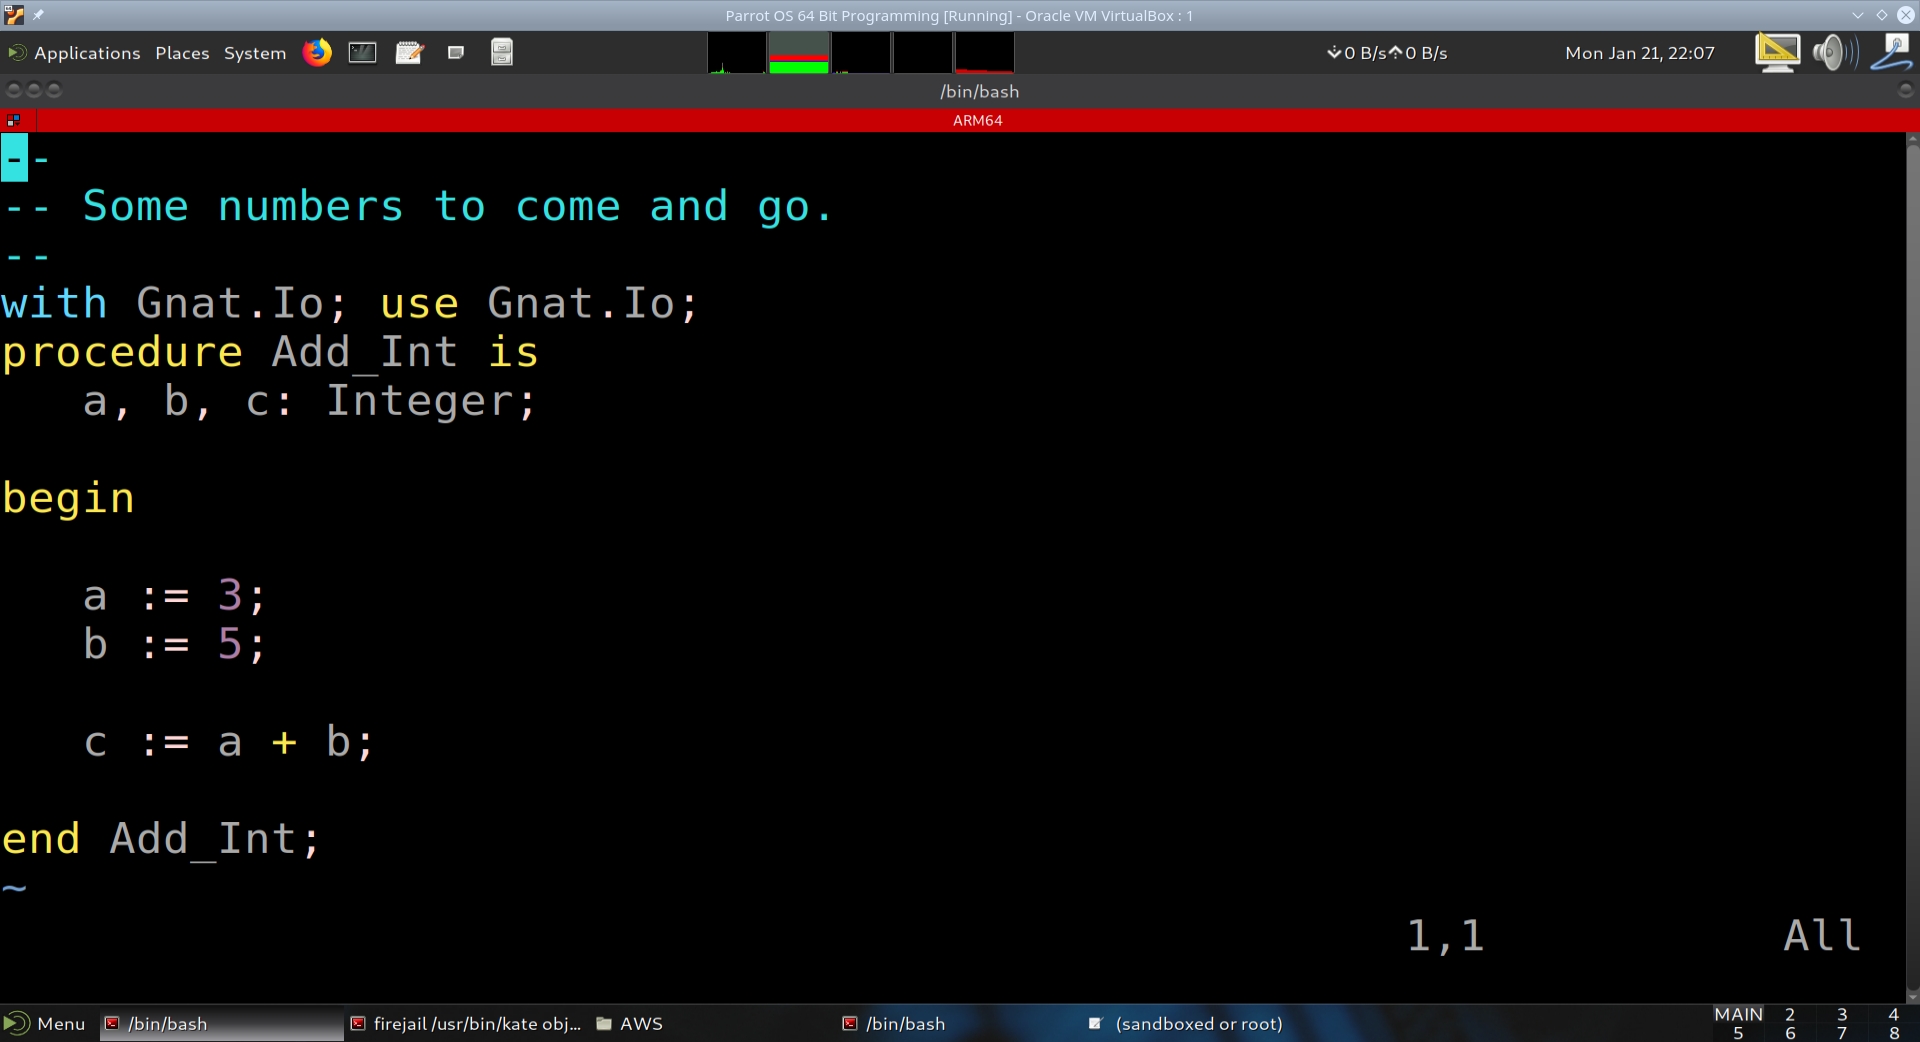 Parrot OS 64 Bit Programming [Running] - Oracle VM VirtualBox : 1
Applications Places System 0 B/s 0 B/s Mon Jan 21, 22:07
/bin/bash
ARM64
--
-- Some numbers to come and go.
--
with Gnat.Io; use Gnat.Io;
procedure Add_Int is
a, b, c: Integer;
begin
a := 3;
b := 5;
c := a + b;
end Add_Int;
~
1,1 All
Menu /bin/bash firejail /usr/bin/kate obj... AWS /bin/bash (sandboxed or root) MAIN 2 3 4
5 6 7 8